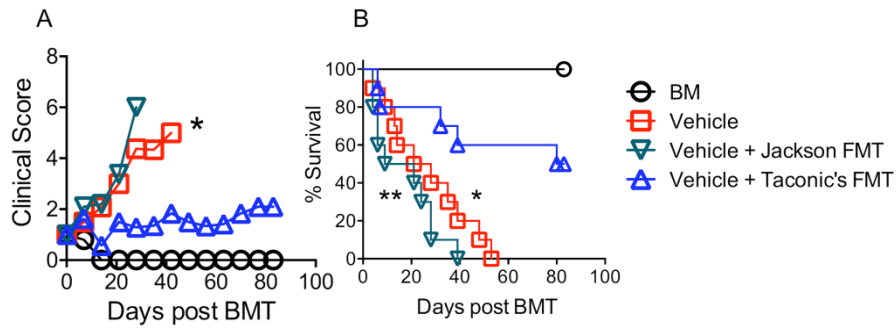 A
Clinical Score
8
6
4
2
0
0 20 40 60 80 100
Days post BMT
*
B
% Survival
100
80
60
40
20
0
0 20 40 60 80 100
Days post BMT
** *
BM
Vehicle
Vehicle + Jackson FMT
Vehicle + Taconic's FMT